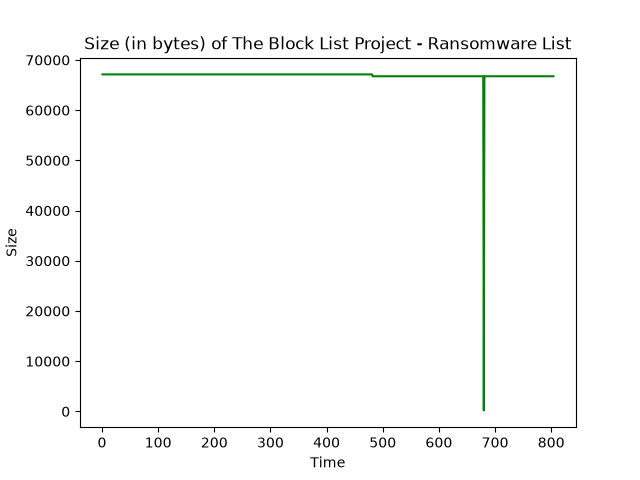 Size (in bytes) of The Block List Project - Ransomware List
70000
60000
50000
40000
30000
20000
10000
0
Size
0 100 200 300 400 500 600 700 800
Time